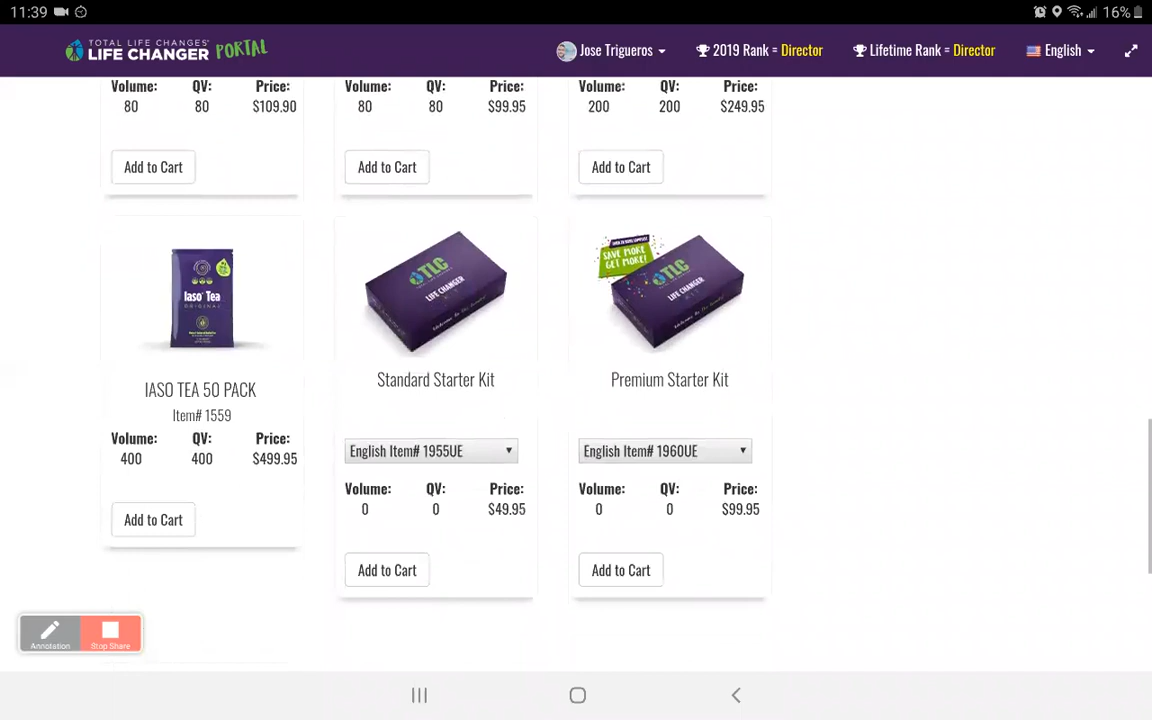 11:39
16%
TOTAL LIFE CHANGES'
LIFE CHANGER PORTAL
Jose Trigueros
2019 Rank = Director
Lifetime Rank = Director
English
Volume: QV: Price:
80 80 $109.90
Add to Cart
Volume: QV: Price:
80 80 $99.95
Add to Cart
Volume: QV: Price:
200 200 $249.95
Add to Cart
Iaso Tea
ORIGINAL
IASO TEA 50 PACK
Item# 1559
Volume: QV: Price:
400 400 $499.95
Add to Cart
TLC
LIFE CHANGER
KIT
Standard Starter Kit
English Item# 1955UE
Volume: QV: Price:
0 0 $49.95
Add to Cart
SAVE MORE
GET MORE!
TLC
LIFE CHANGER
KIT
Premium Starter Kit
English Item# 1960UE
Volume: QV: Price:
0 0 $99.95
Add to Cart
Annotation
Stop Share